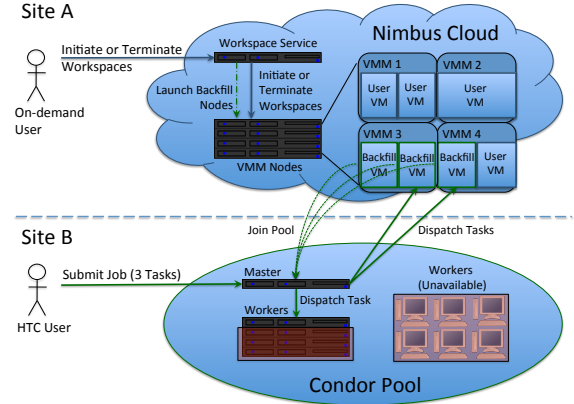 Site A
Nimbus Cloud
Initiate or Terminate
Workspaces
On-demand
User
Workspace Service
Launch Backfill
Nodes
Initiate or
Terminate
Workspaces
VMM Nodes
VMM 1
User
VM
User
VM
VMM 2
User
VM
VMM 3
Backfill
VM
Backfill
VM
VMM 4
Backfill
VM
User
VM
Site B
Join Pool
Dispatch Tasks
Submit Job (3 Tasks)
HTC User
Master
Dispatch Task
Workers
Workers
(Unavailable)
Condor Pool